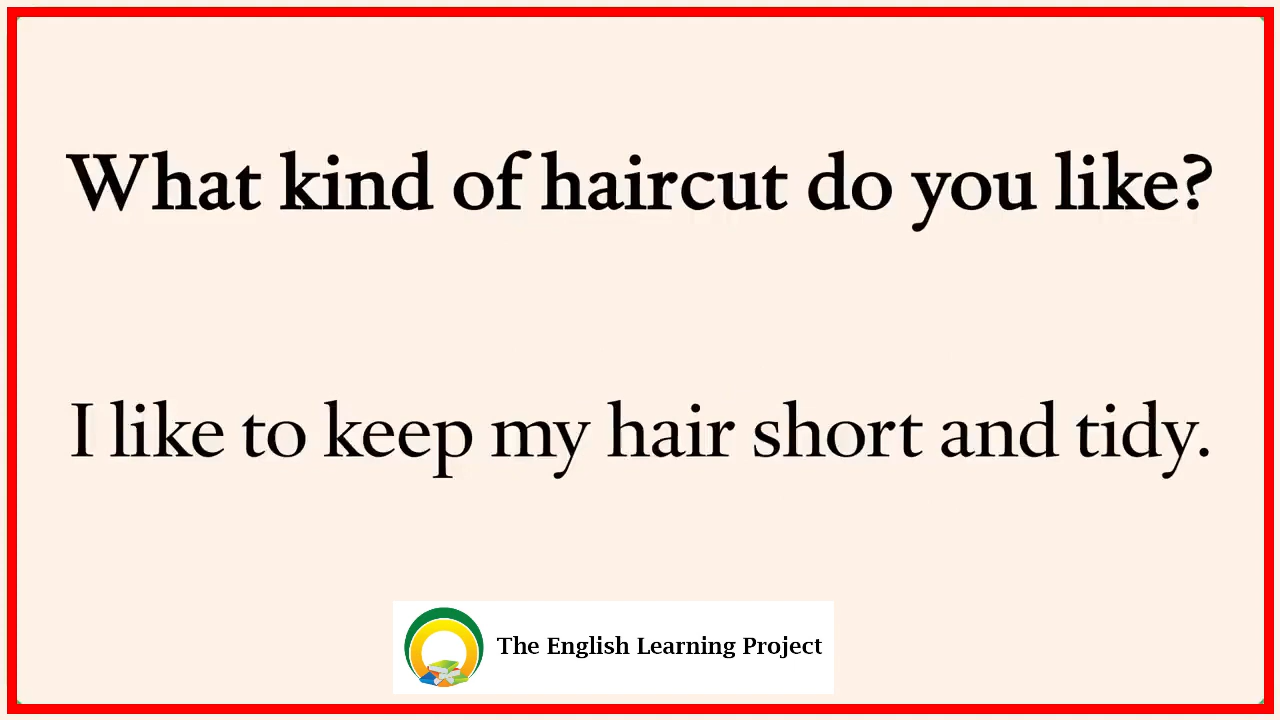 What kind of haircut do you like?
I like to keep my hair short and tidy.
The English Learning Project